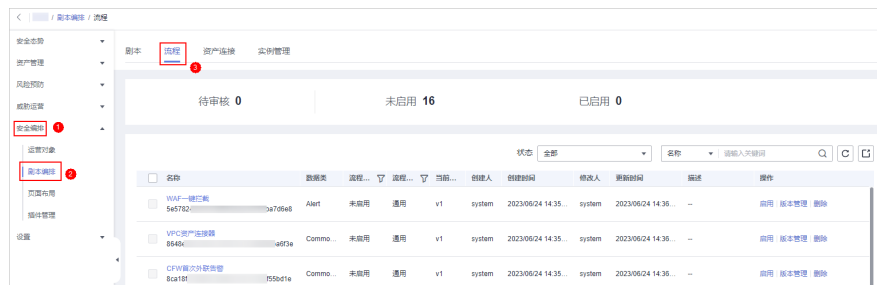 / 剧本编排 / 流程
安全态势
资产管理
风险预防
威胁运营
安全编排 1
运营对象
剧本编排 2
页面布局
插件管理
设置
剧本 流程 资产连接 实例管理
3
待审核 0 未启用 16 已启用 0
状态 全部 名称 请输入关键词
名称 数据类 流程... 流程... 当前... 创建人 创建时间 修改人 更新时间 描述 操作
WAF一键拦截
5e5782 ba7d6e8 Alert 未启用 通用 v1 system 2023/06/24 14:35... system 2023/06/24 14:36... -- 启用 版本管理 删除
VPC资产连接器
8648 a6f3e Commo... 未启用 通用 v1 system 2023/06/24 14:35... system 2023/06/24 14:36... -- 启用 版本管理 删除
CFW首次外联告警
8ca18f f55bd1e Commo... 未启用 通用 v1 system 2023/06/24 14:35... system 2023/06/24 14:36... -- 启用 版本管理 删除